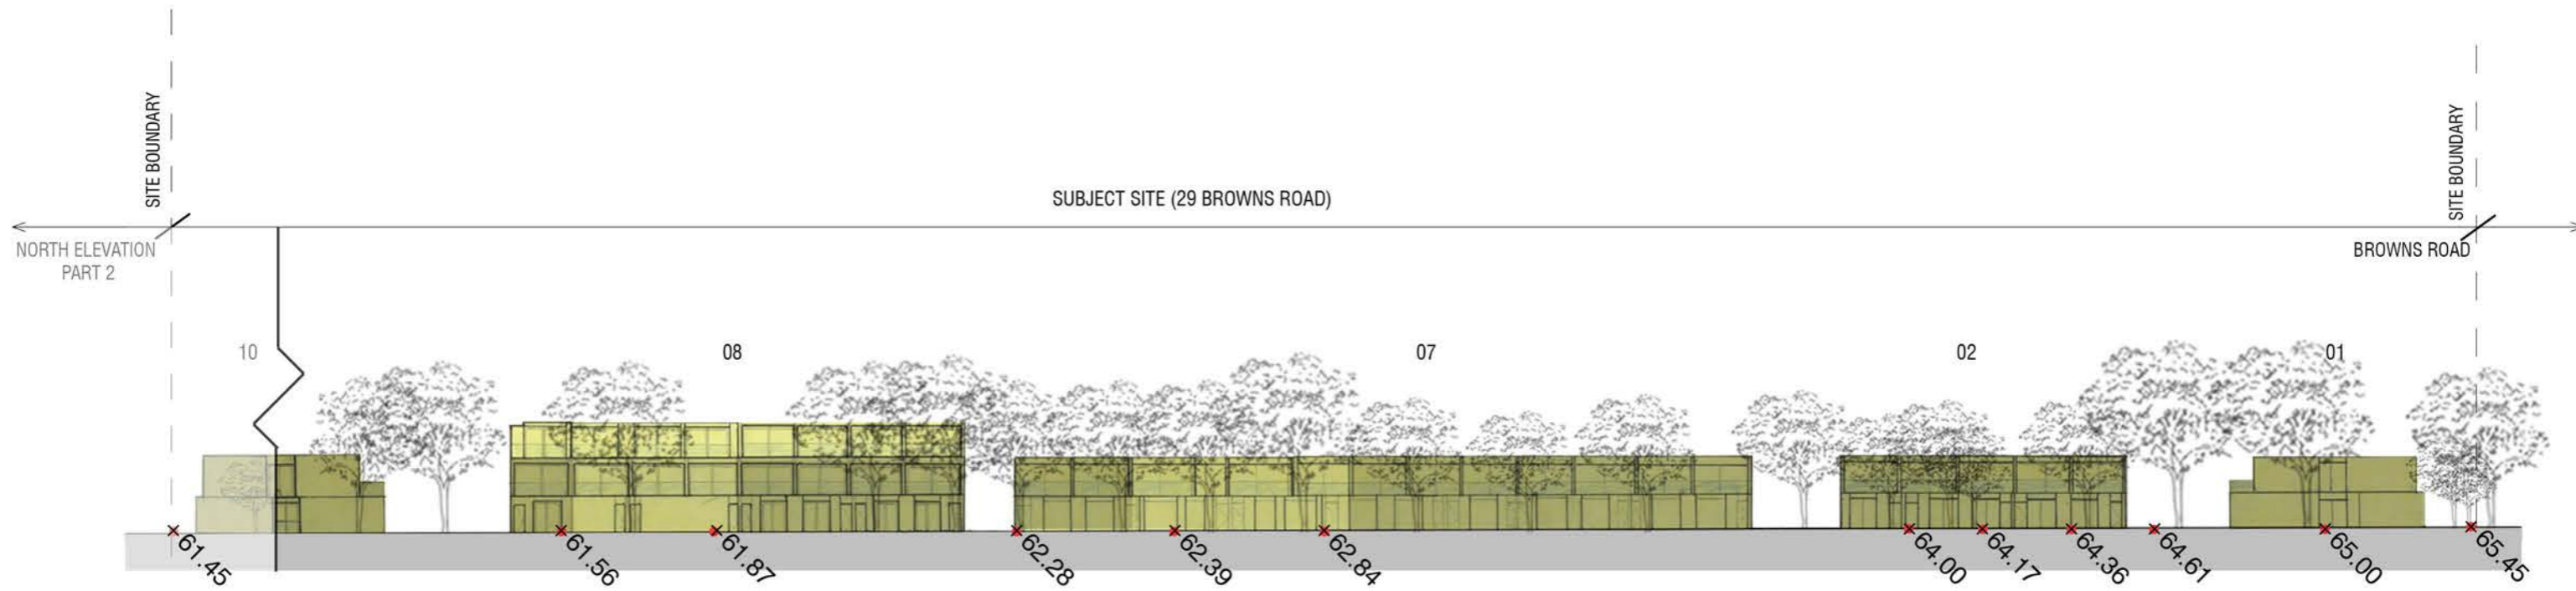 SITE BOUNDARY
SITE BOUNDARY
SUBJECT SITE (29 BROWNS ROAD)
NORTH ELEVATION
PART 2
BROWNS ROAD
10
08
07
02
01
61.45
61.56
61.87
62.28
62.39
62.84
64.00
64.17
64.36
64.61
65.00
65.45